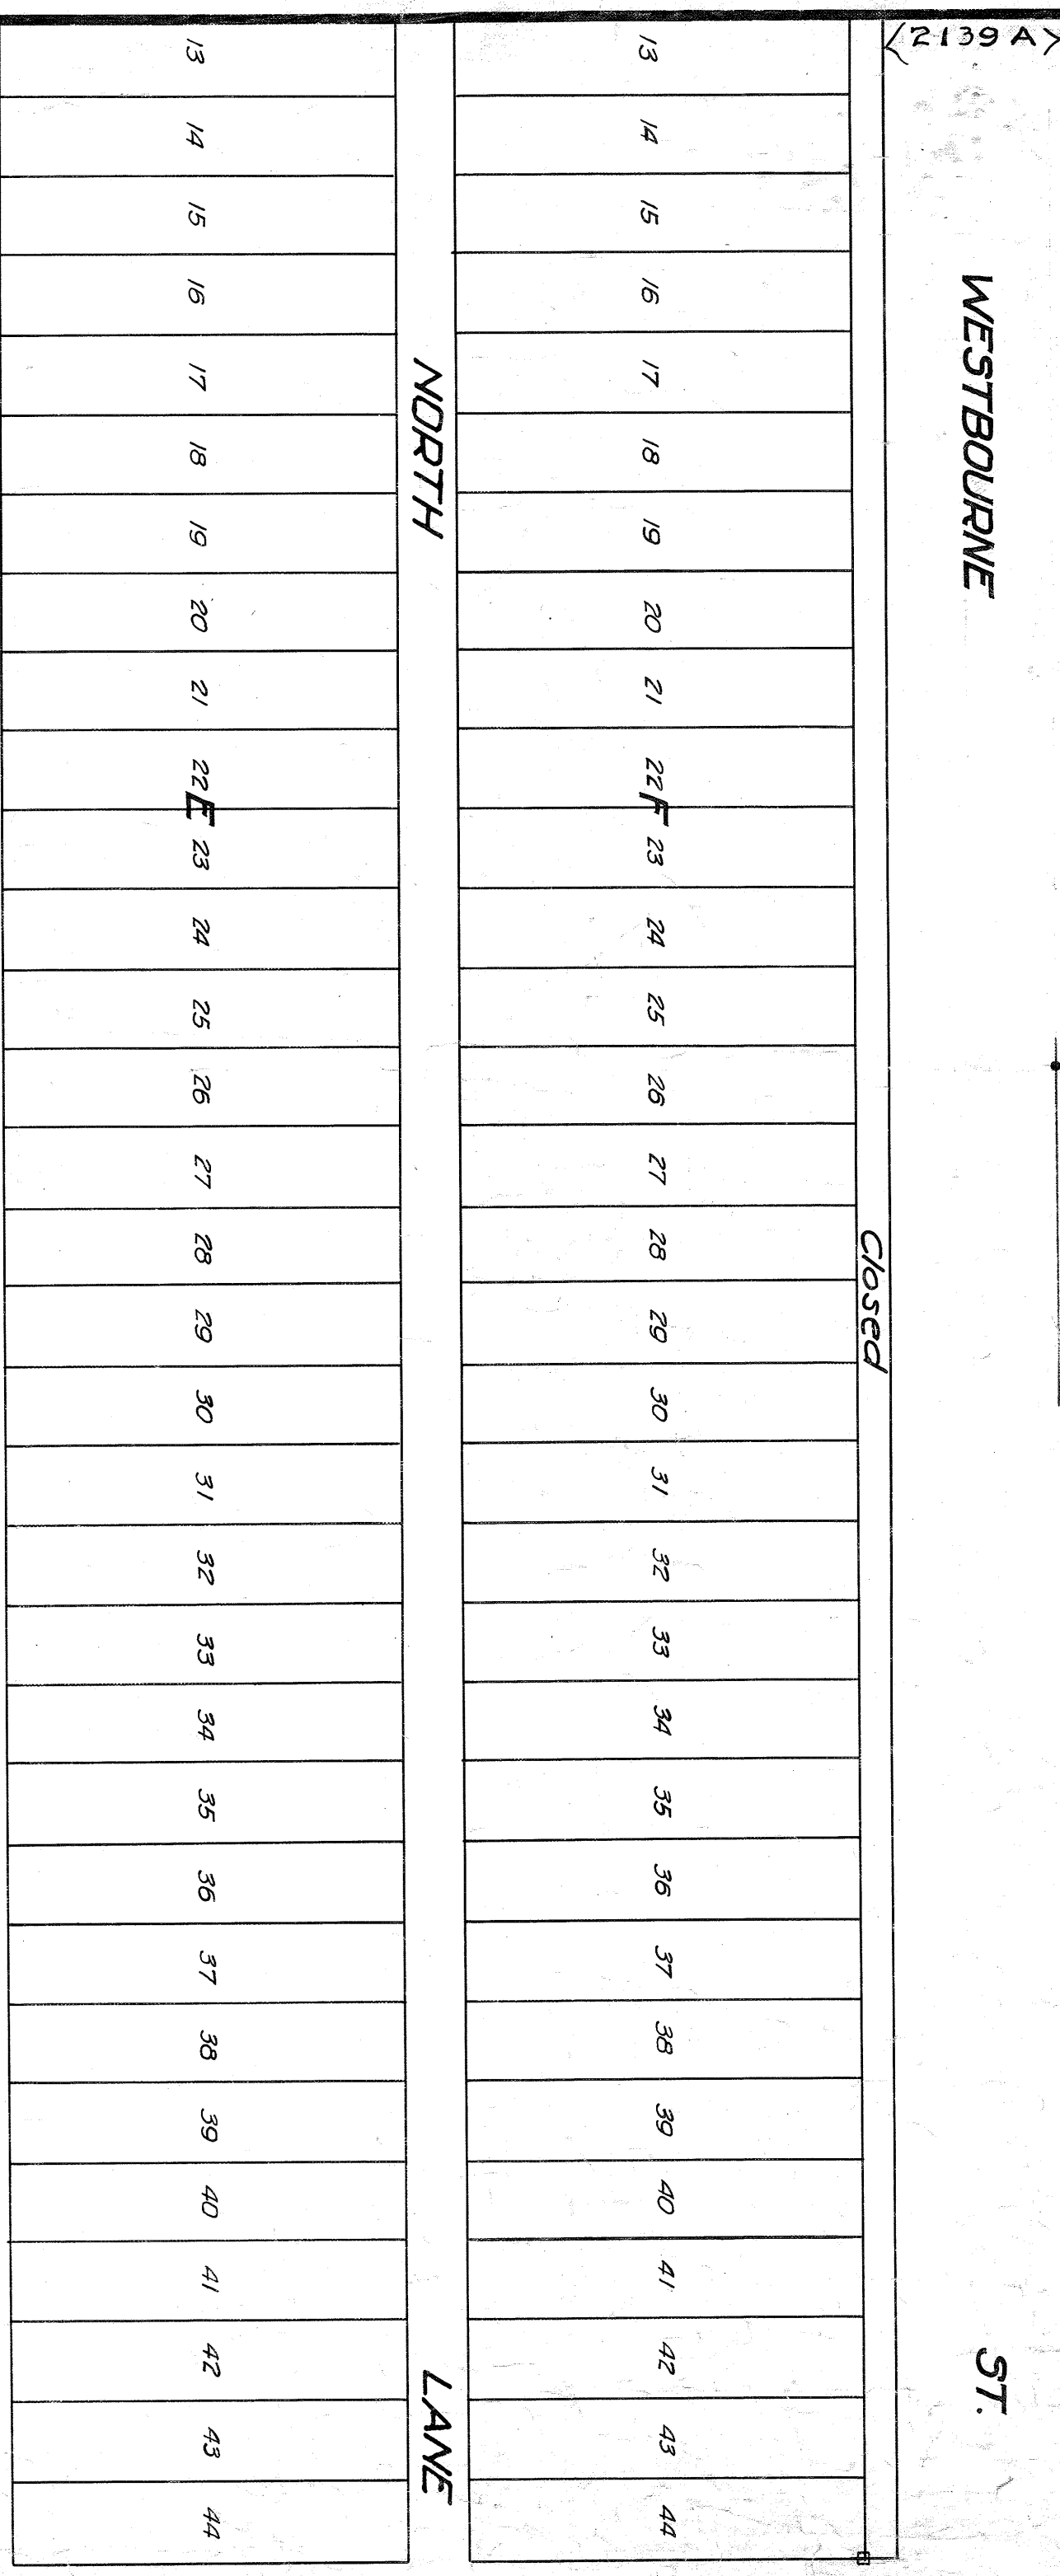 (2139 A)
WESTBOURNE ST.
Closed
13 14 15 16 17 18 19 20 21 22 23 24 25 26 27 28 29 30 31 32 33 34 35 36 37 38 39 40 41 42 43 44
F
NORTH LANE
13 14 15 16 17 18 19 20 21 22 23 24 25 26 27 28 29 30 31 32 33 34 35 36 37 38 39 40 41 42 43 44
E